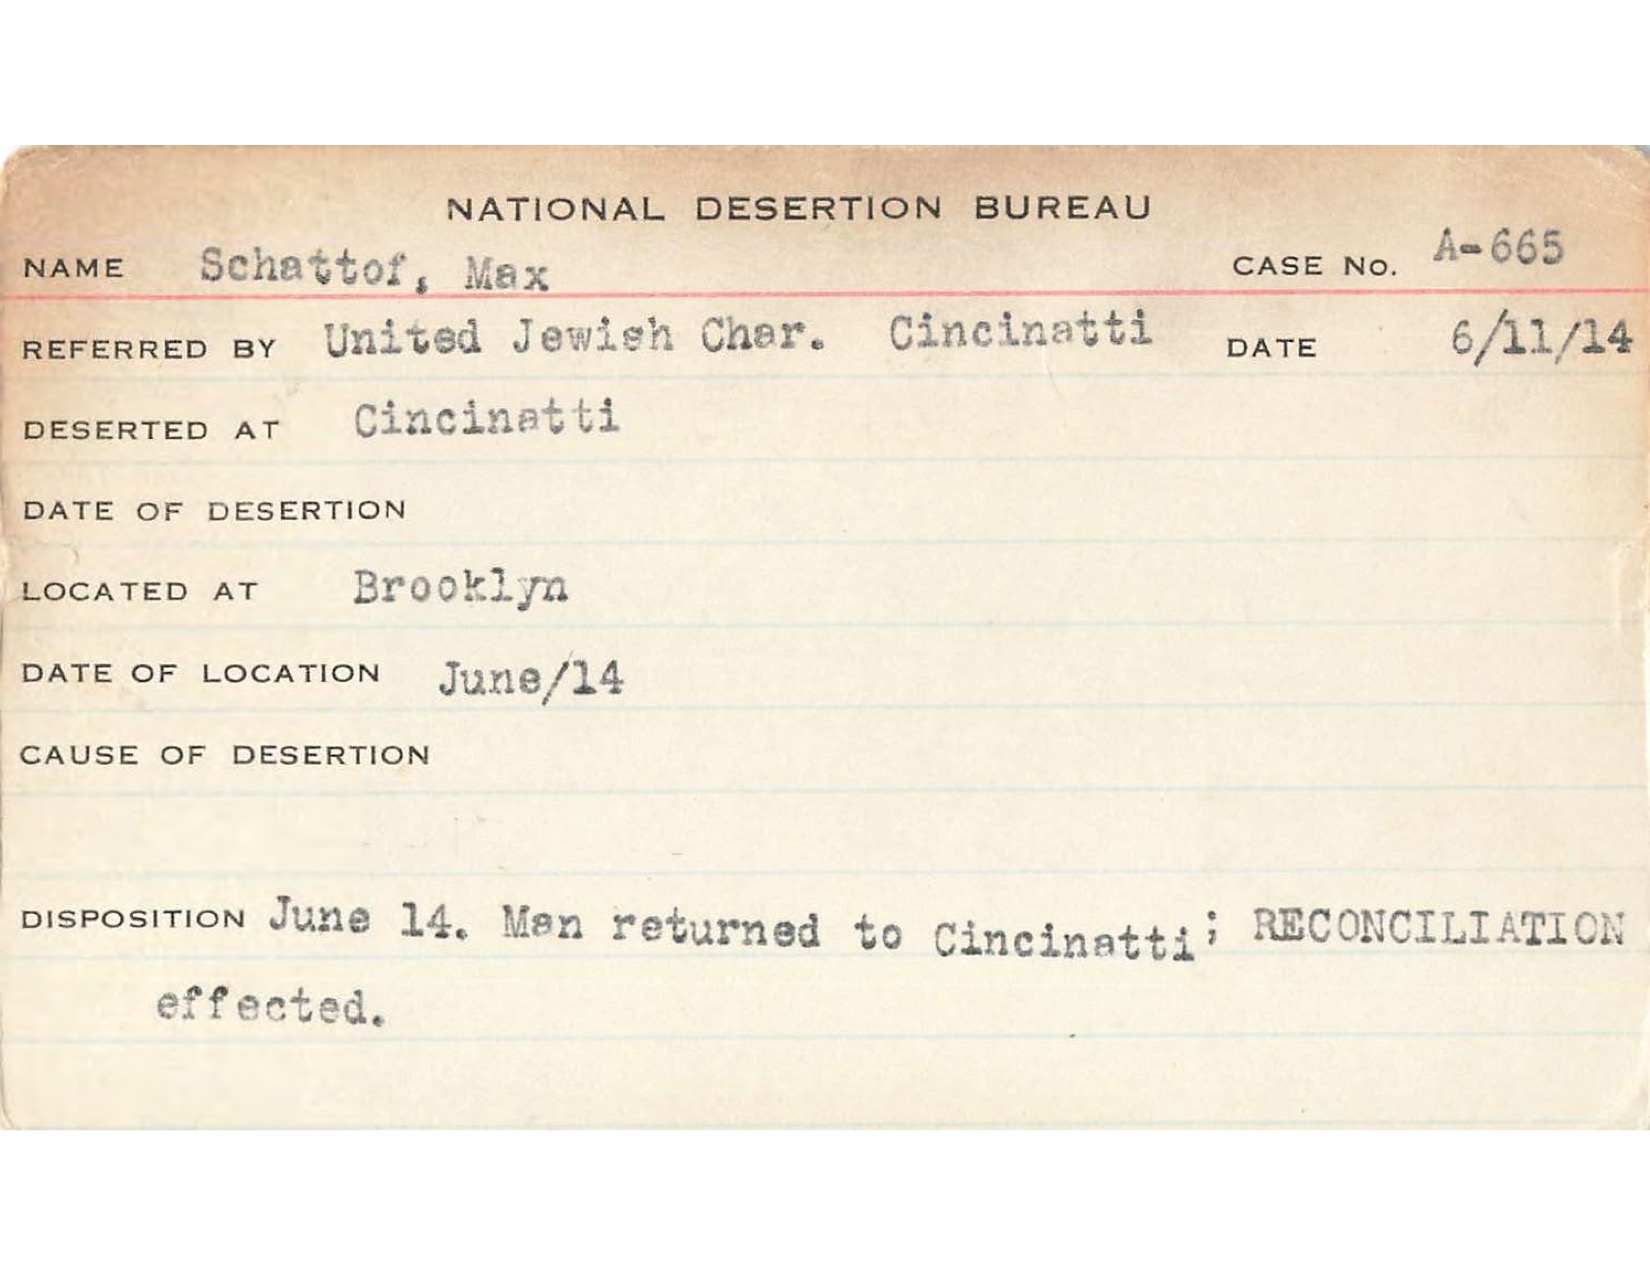 NATIONAL DESERTION BUREAU
NAME Schattof, Max CASE No. A-665
REFERRED BY United Jewish Char. Cincinatti DATE 6/11/14
DESERTED AT Cincinatti
DATE OF DESERTION
LOCATED AT Brooklyn
DATE OF LOCATION June/14
CAUSE OF DESERTION
DISPOSITION June 14. Man returned to Cincinatti; RECONCILIATION
effected.